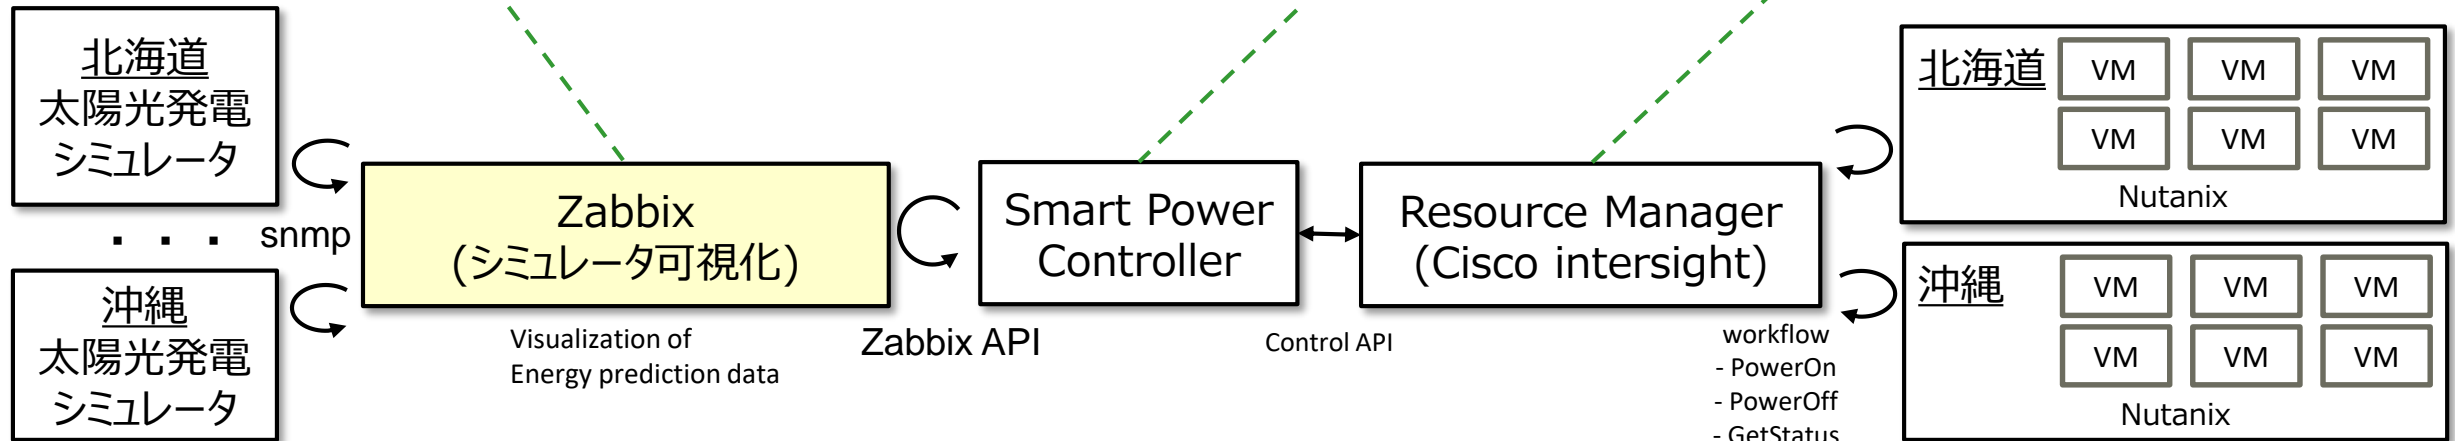 北海道
太陽光発電
シミュレータ
・・・ snmp
沖縄
太陽光発電
シミュレータ
Zabbix
(シミュレータ可視化)
Visualization of
Energy prediction data
Zabbix API
Smart Power
Controller
Control API
Resource Manager
(Cisco intersight)
workflow
- PowerOn
- PowerOff
- GetStatus
北海道
VM VM VM
VM VM VM
Nutanix
沖縄
VM VM VM
VM VM VM
Nutanix